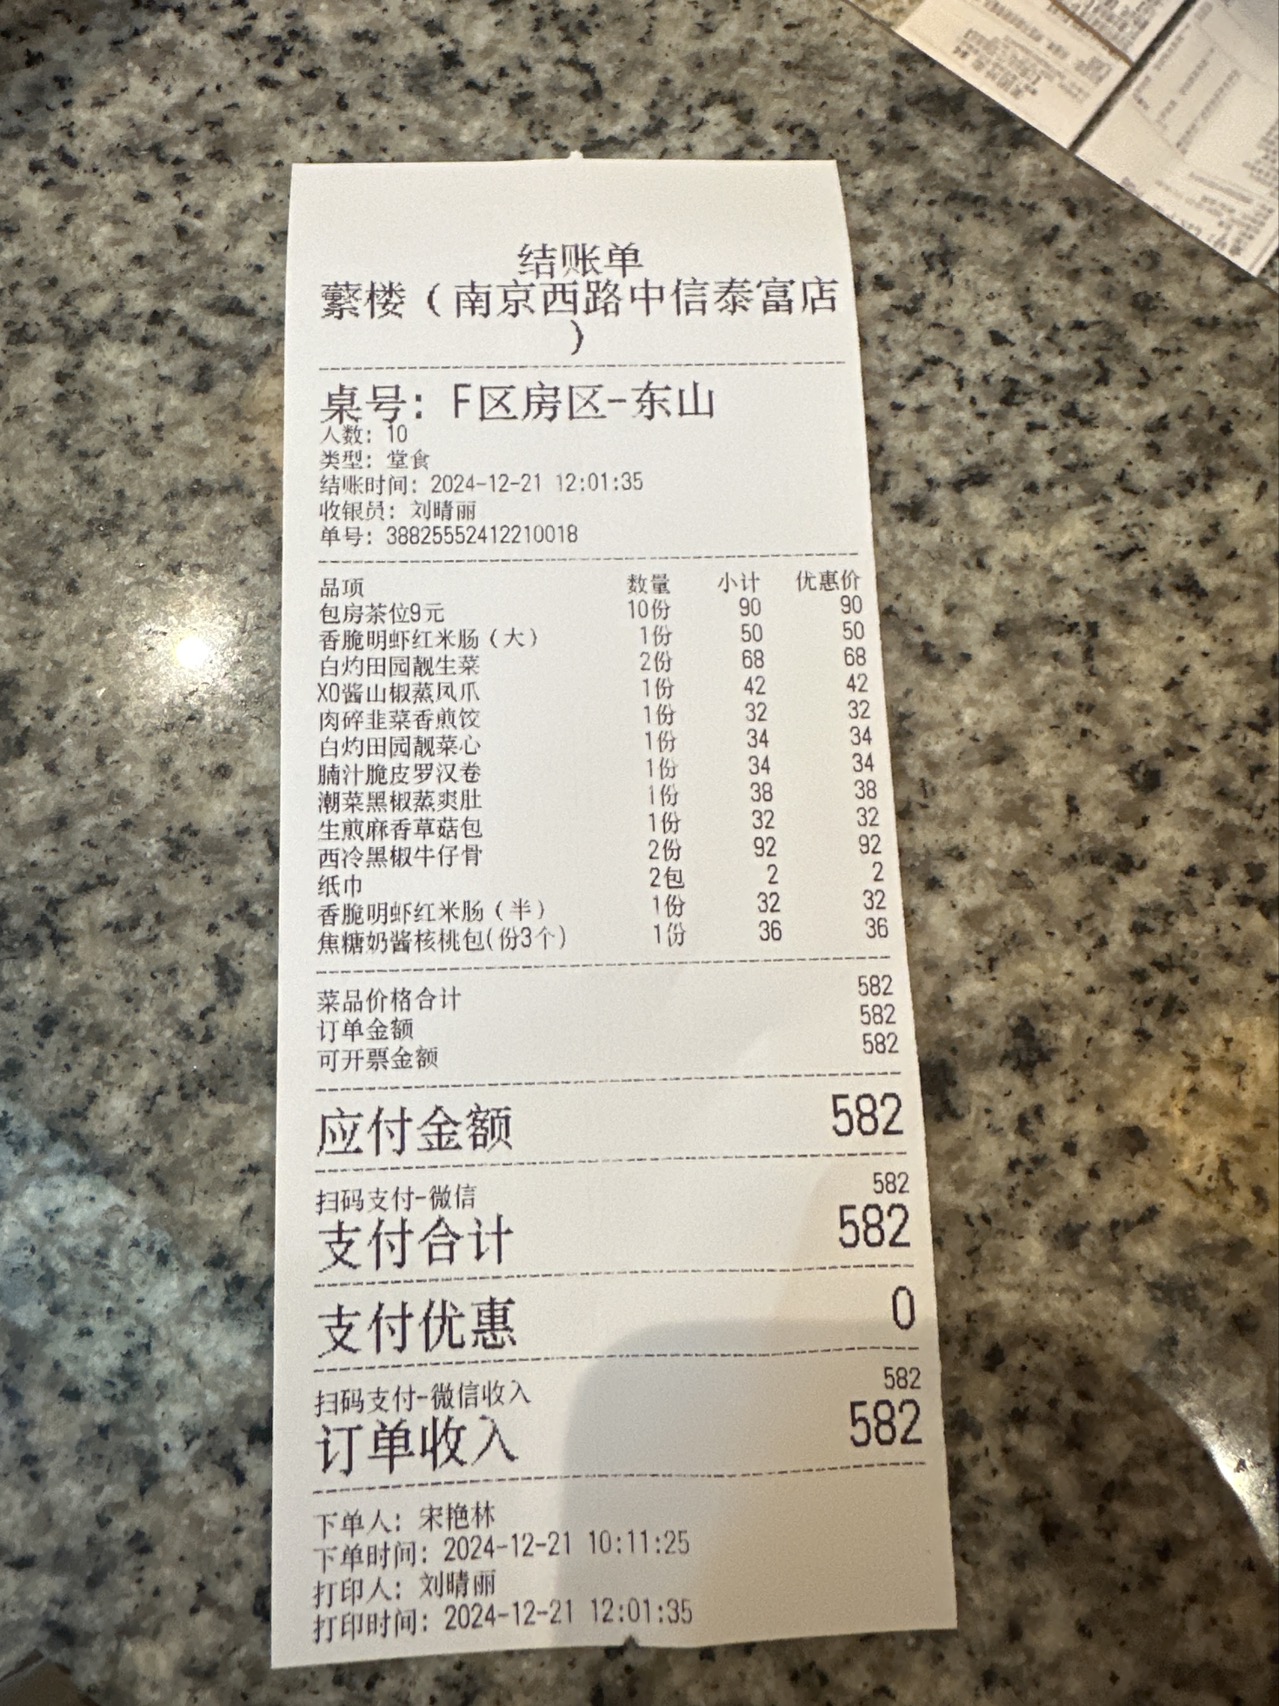 结账单
蘩楼（南京西路中信泰富店
）
桌号：F区房区-东山
人数：10
类型：堂食
结账时间：2024-12-21 12:01:35
收银员：刘晴丽
单号：38825552412210018
品项 数量 小计 优惠价
包房茶位9元 10份 90 90
香脆明虾红米肠（大） 1份 50 50
白灼田园靓生菜 2份 68 68
XO酱山椒蒸凤爪 1份 42 42
肉碎韭菜香煎饺 1份 32 32
白灼田园靓菜心 1份 34 34
腩汁脆皮罗汉卷 1份 34 34
潮菜黑椒蒸爽肚 1份 38 38
生煎麻香草菇包 1份 32 32
西冷黑椒牛仔骨 2份 92 92
纸巾 2包 2 2
香脆明虾红米肠（半） 1份 32 32
焦糖奶酱核桃包(份3个) 1份 36 36
菜品价格合计 582
订单金额 582
可开票金额 582
应付金额 582
扫码支付-微信 582
支付合计 582
支付优惠 0
扫码支付-微信收入 582
订单收入 582
下单人：宋艳林
下单时间：2024-12-21 10:11:25
打印人：刘晴丽
打印时间：2024-12-21 12:01:35